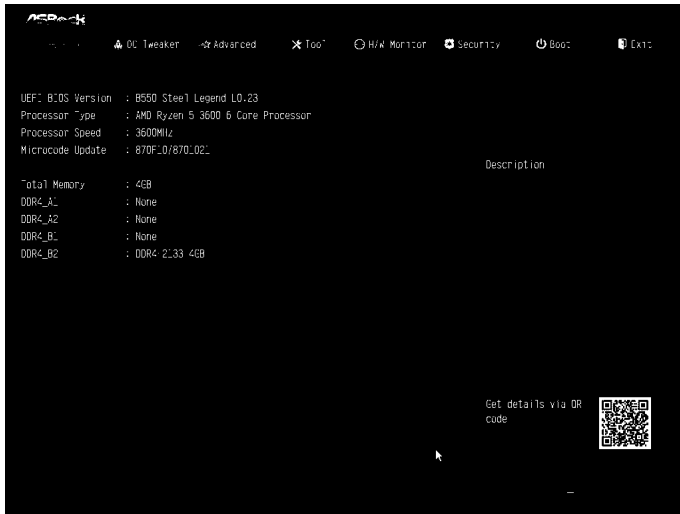 ASRock
OC Tweaker Advanced Tool H/W Monitor Security Boot Exit
UEFI BIOS Version : B550 Steel Legend L0.23
Processor Type : AMD Ryzen 5 3600 6 Core Processor
Processor Speed : 3600MHz
Microcode Update : 870F10/8701021
Description
Total Memory : 4GB
DDR4_A1 : None
DDR4_A2 : None
DDR4_B1 : None
DDR4_B2 : DDR4-2133 4GB
Get details via QR
code